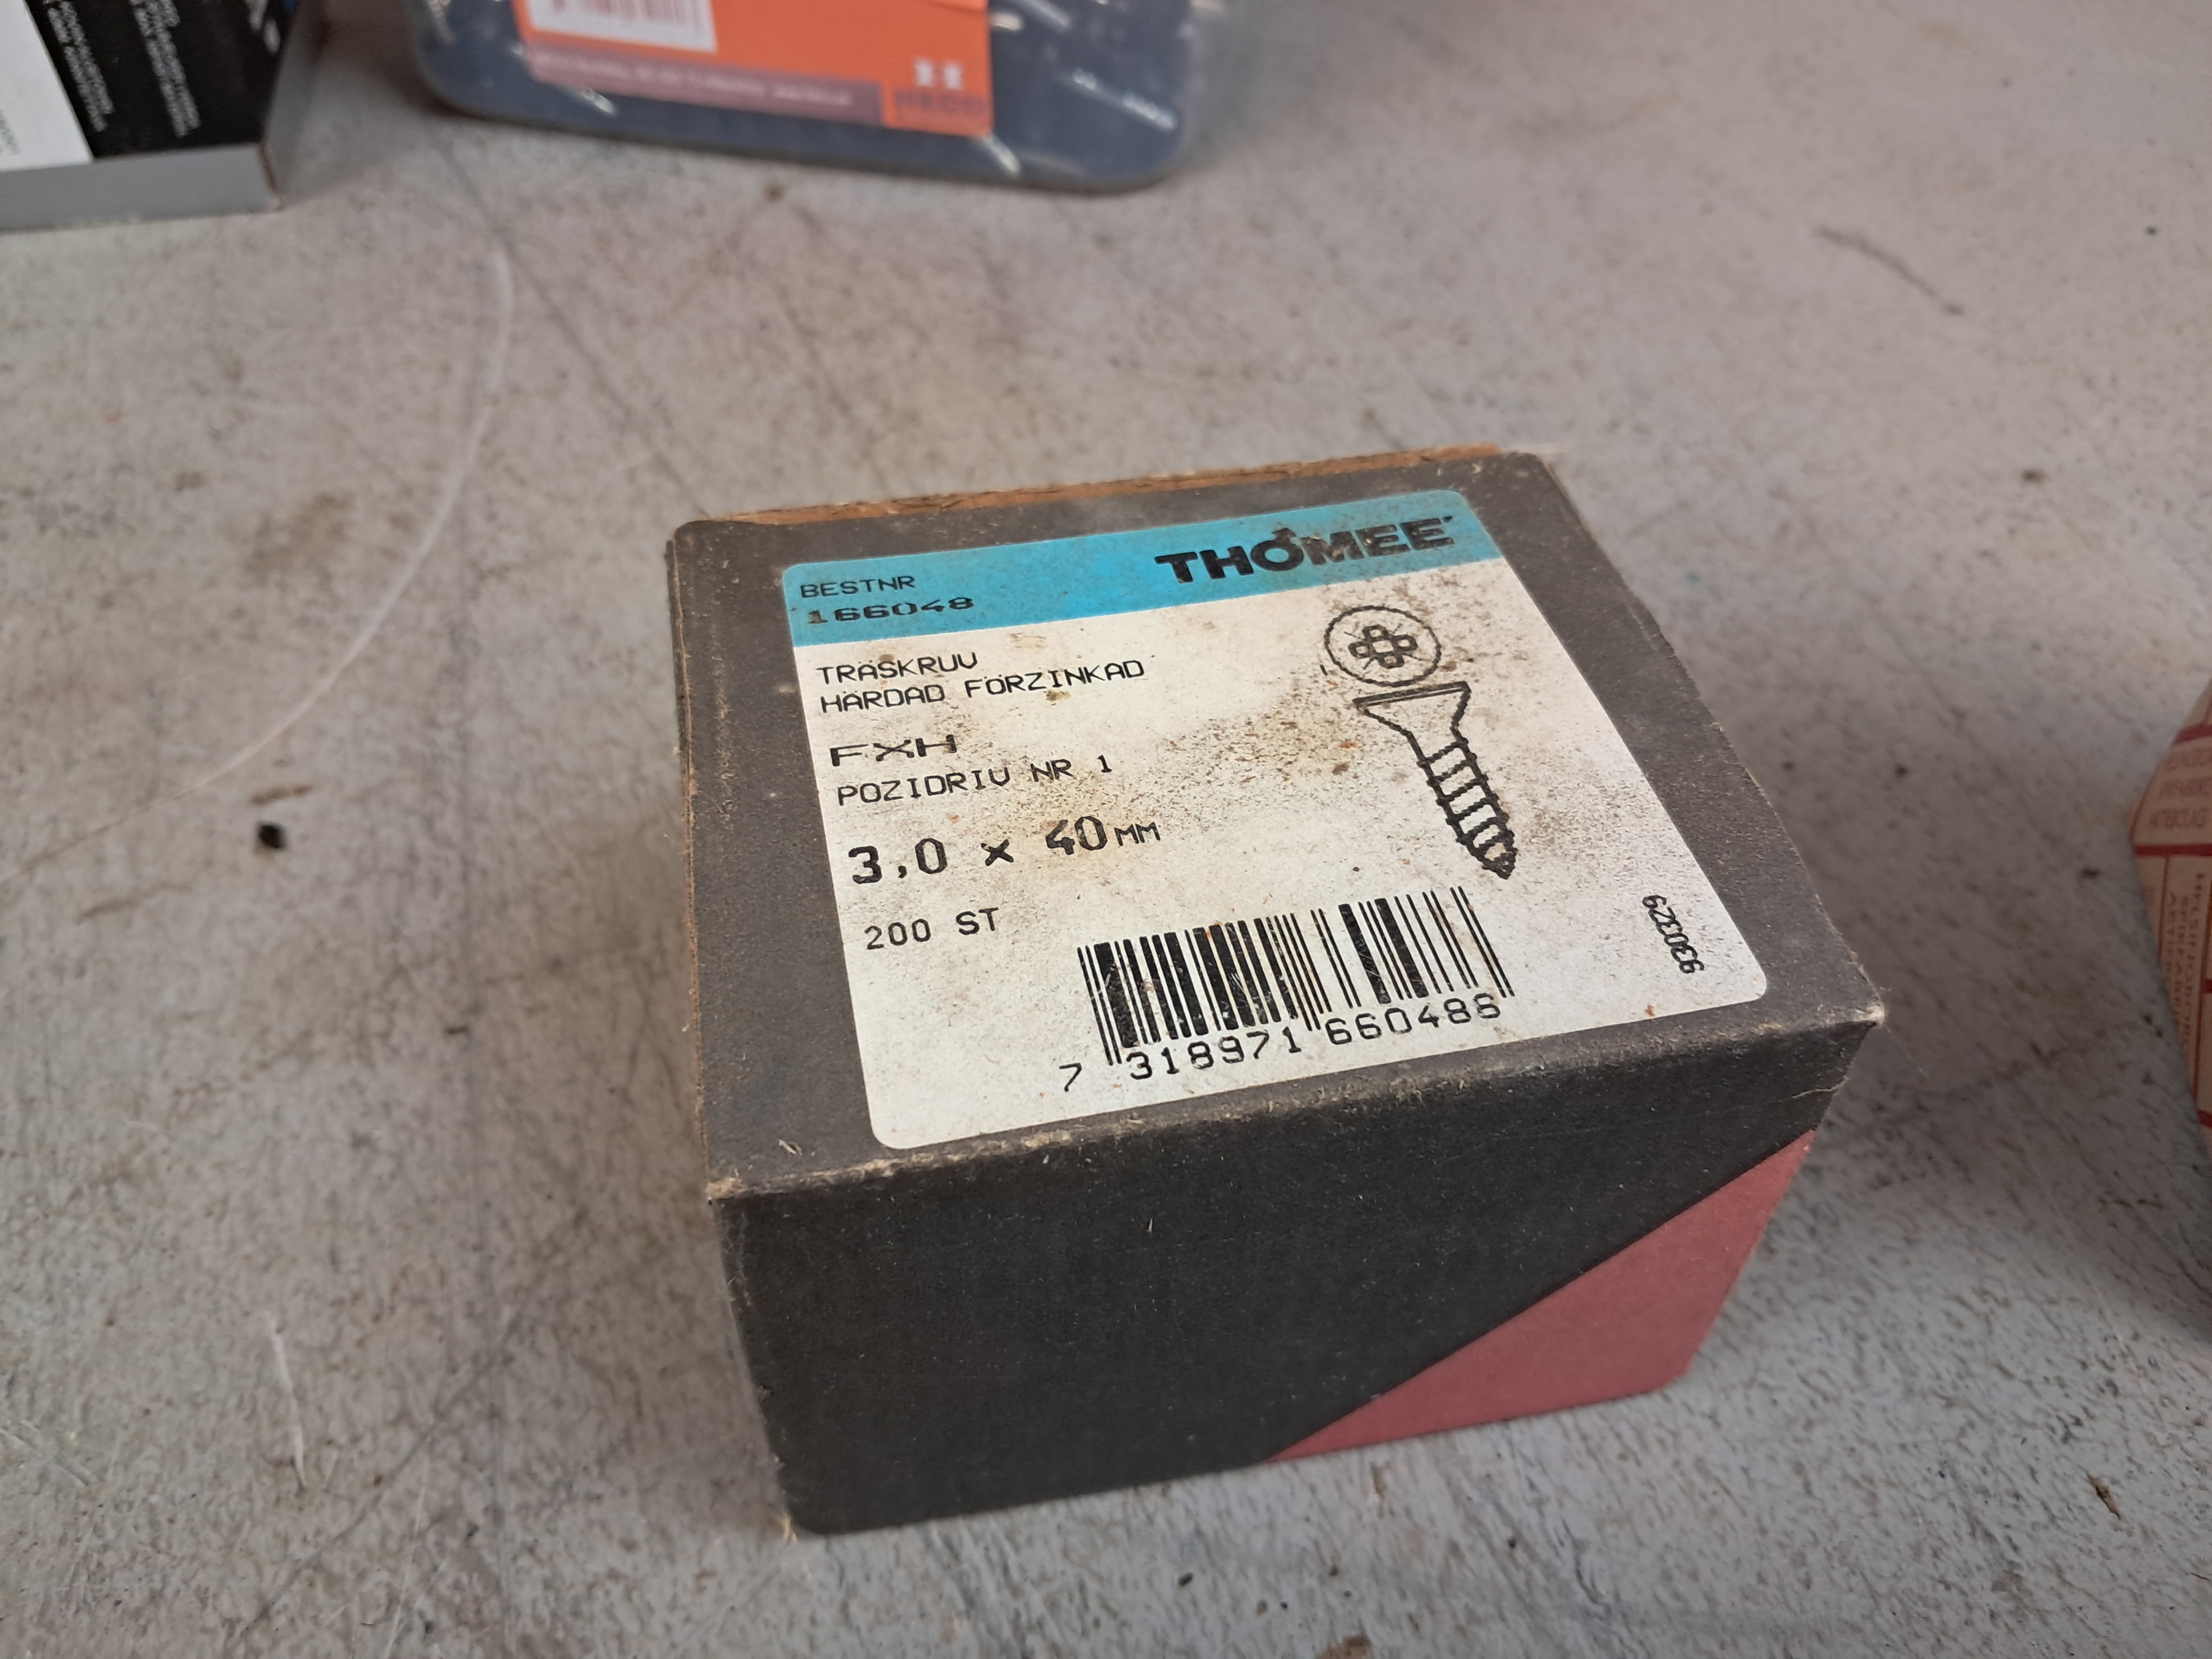 BESTNR
166048
THOMEE
TRÄSKRUV
HÄRDAD FÖRZINKAD
FXH
POZIDRIV NR 1
3,0 x 40 MM
200 ST
7 318971 660486
930329